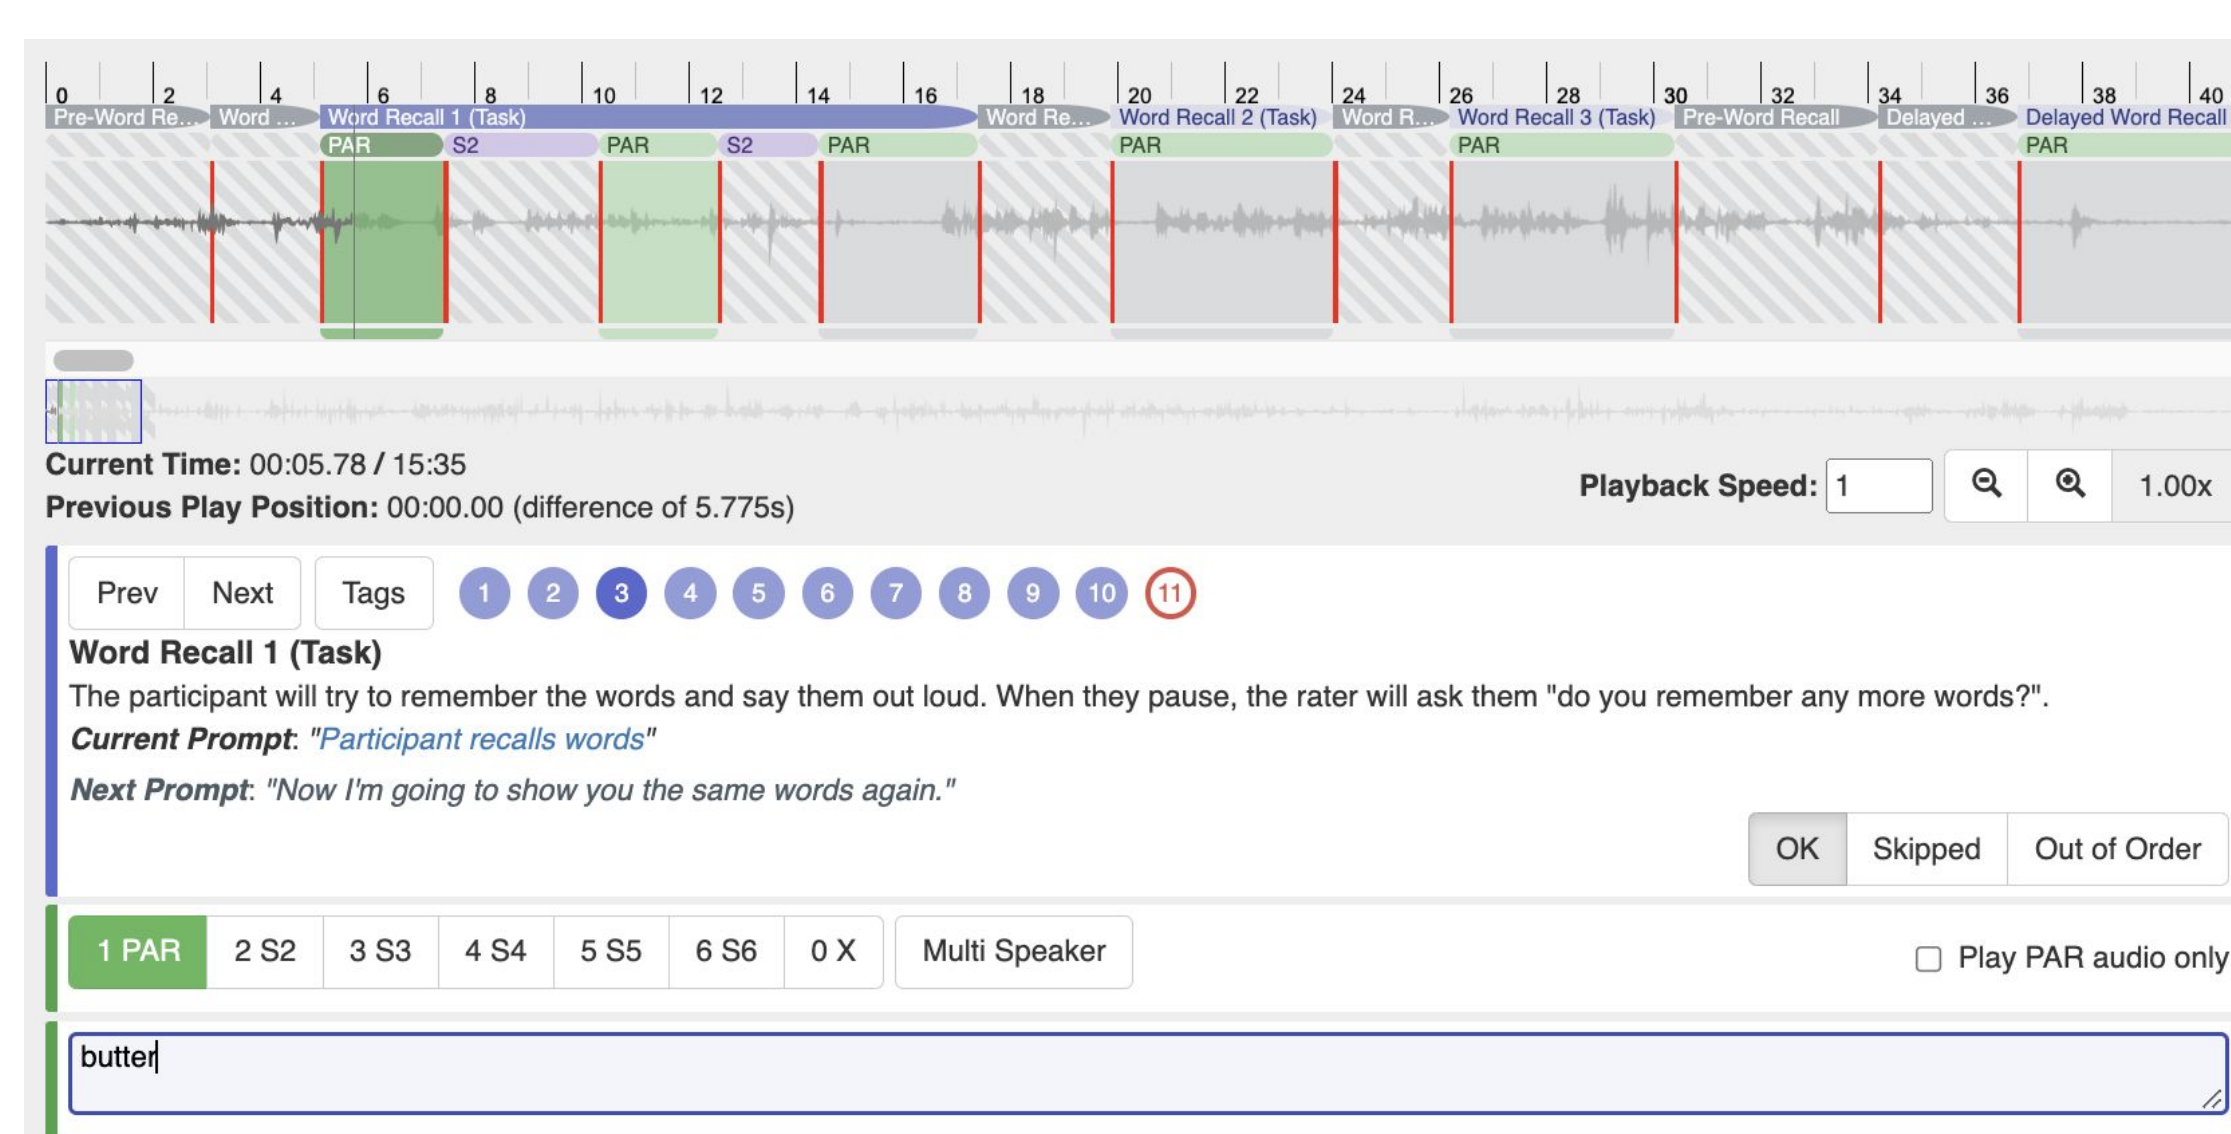 0 2 4 6 8 10 12 14 16 18 20 22 24 26 28 30 32 34 36 38 40
Pre-Word Re... Word ... Word Recall 1 (Task) Word Re... Word Recall 2 (Task) Word R... Word Recall 3 (Task) Pre-Word Recall Delayed ... Delayed Word Recall
PAR S2 PAR S2 PAR PAR PAR PAR
Current Time: 00:05.78 / 15:35
Previous Play Position: 00:00.00 (difference of 5.775s)
Playback Speed: 1 1.00x
Prev Next Tags 1 2 3 4 5 6 7 8 9 10 11
Word Recall 1 (Task)
The participant will try to remember the words and say them out loud. When they pause, the rater will ask them "do you remember any more words?".
Current Prompt: "Participant recalls words"
Next Prompt: "Now I'm going to show you the same words again."
OK Skipped Out of Order
1 PAR 2 S2 3 S3 4 S4 5 S5 6 S6 0 X Multi Speaker Play PAR audio only
butter